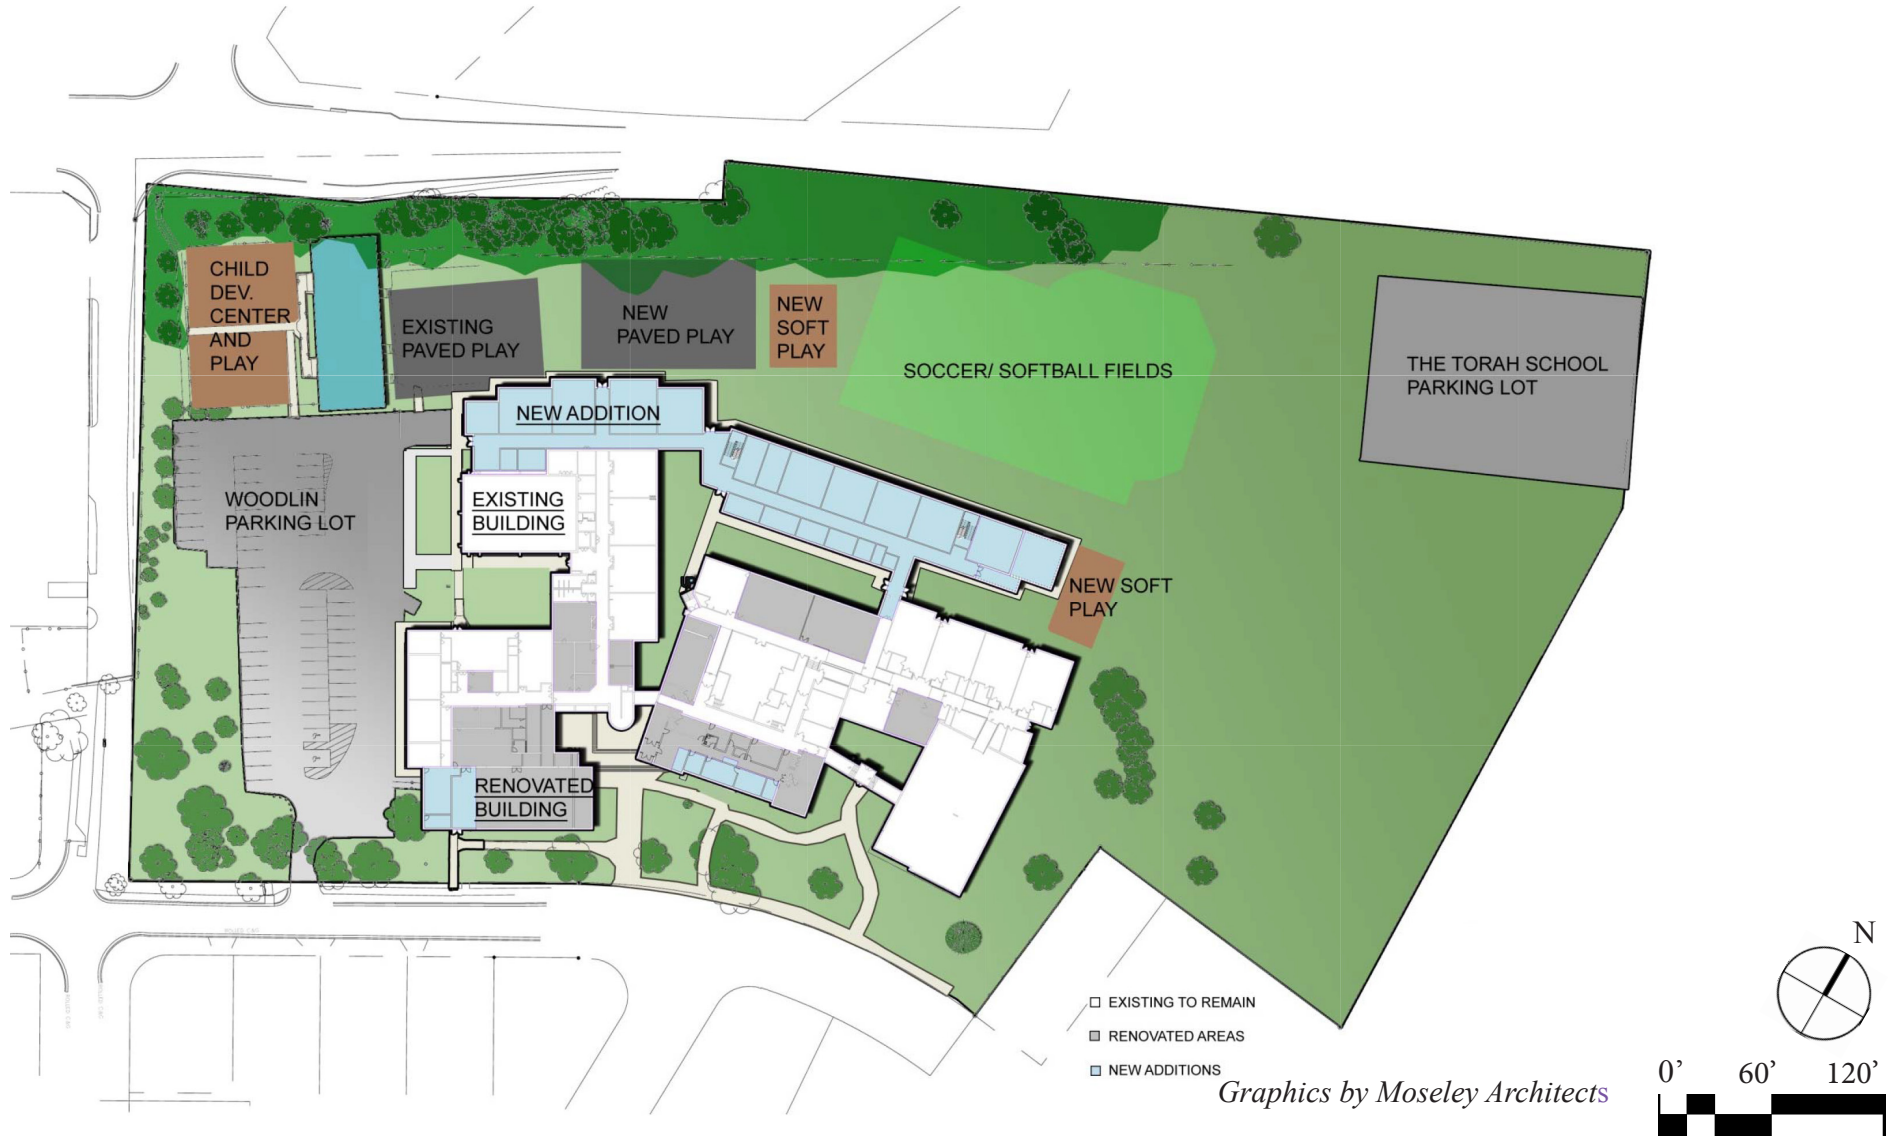 CHILD
DEV.
CENTER
AND
PLAY
EXISTING
PAVED PLAY
NEW
PAVED PLAY
NEW
SOFT
PLAY
SOCCER/ SOFTBALL FIELDS
THE TORAH SCHOOL
PARKING LOT
NEW ADDITION
WOODLIN
PARKING LOT
EXISTING
BUILDING
NEW SOFT
PLAY
RENOVATED
BUILDING
N
EXISTING TO REMAIN
RENOVATED AREAS
NEW ADDITIONS
0’ 60’ 120’
Graphics by Moseley Architects